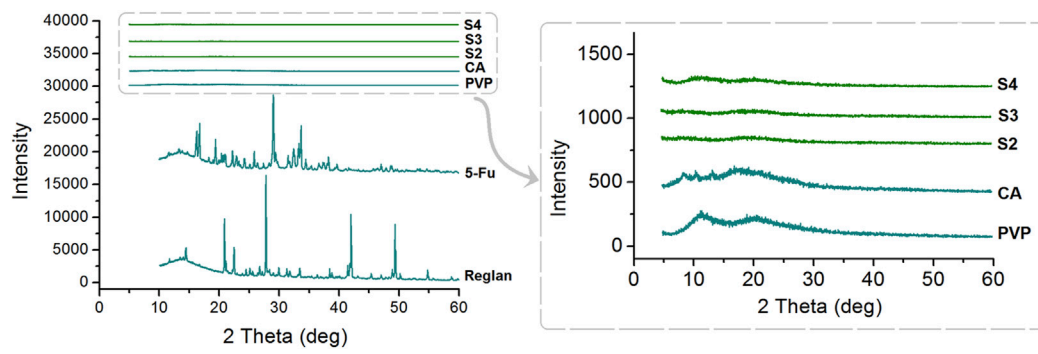 40000
35000
30000
25000
20000
15000
10000
5000
0
Intensity
S4
S3
S2
CA
PVP
5-Fu
Reglan
0 10 20 30 40 50 60
2 Theta (deg)
1500
1000
500
0
Intensity
S4
S3
S2
CA
PVP
0 10 20 30 40 50 60
2 Theta (deg)